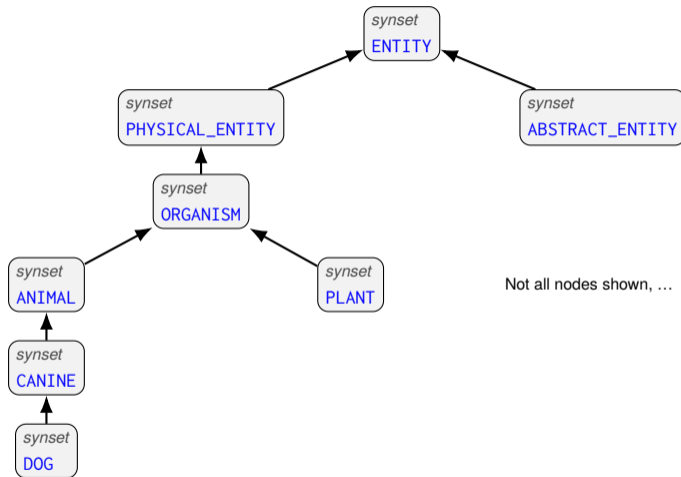 synset
ENTITY
synset
PHYSICAL_ENTITY
synset
ABSTRACT_ENTITY
synset
ORGANISM
synset
ANIMAL
synset
PLANT
Not all nodes shown, ...
synset
CANINE
synset
DOG